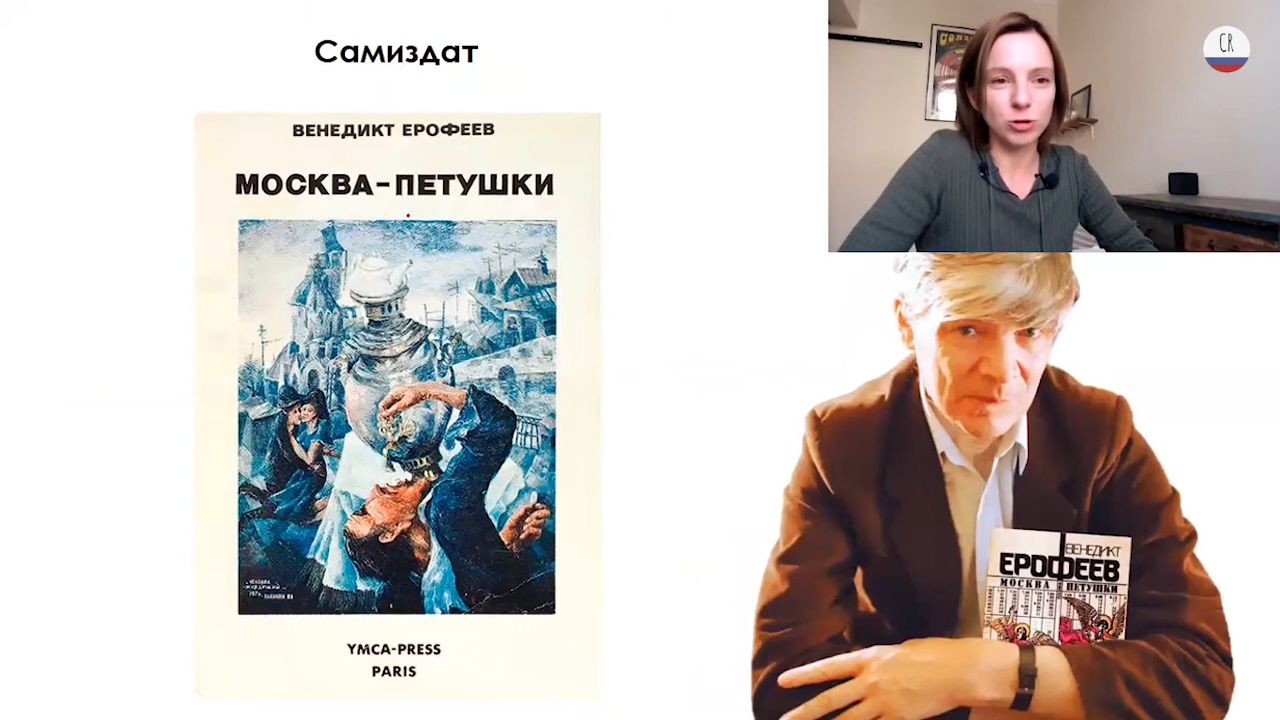 Самиздат
ВЕНЕДИКТ ЕРОФЕЕВ
МОСКВА-ПЕТУШКИ
YMCA-PRESS
PARIS
CR
ВЕНЕДИКТ
ЕРОФЕЕВ
МОСКВА ПЕТУШКИ